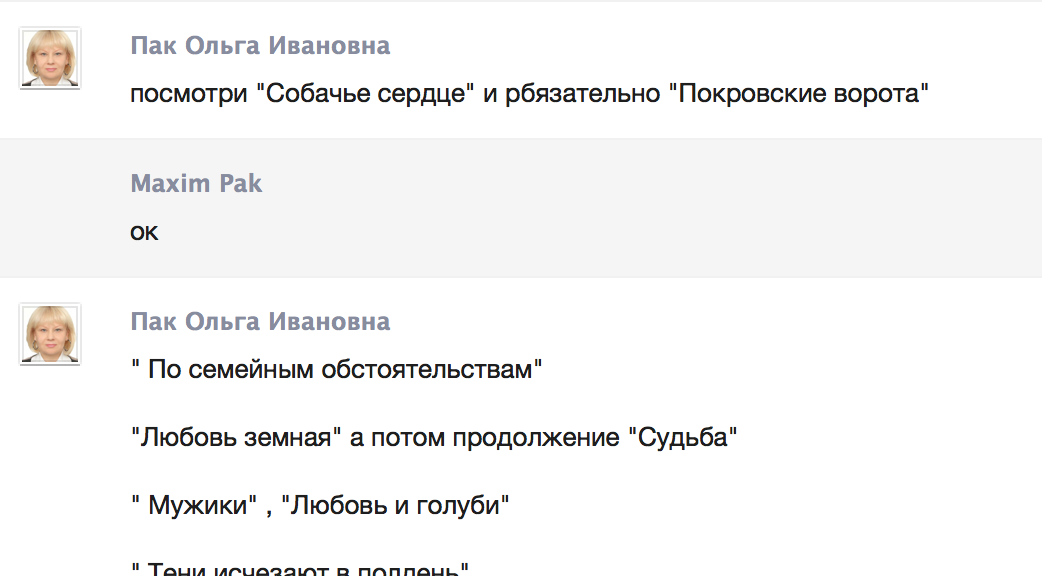 Пак Ольга Ивановна
посмотри "Собачье сердце" и рбязательно "Покровские ворота"
Maxim Pak
ок
Пак Ольга Ивановна
" По семейным обстоятельствам"
"Любовь земная" а потом продолжение "Судьба"
" Мужики" , "Любовь и голуби"
" Тени исчезают в полдень"